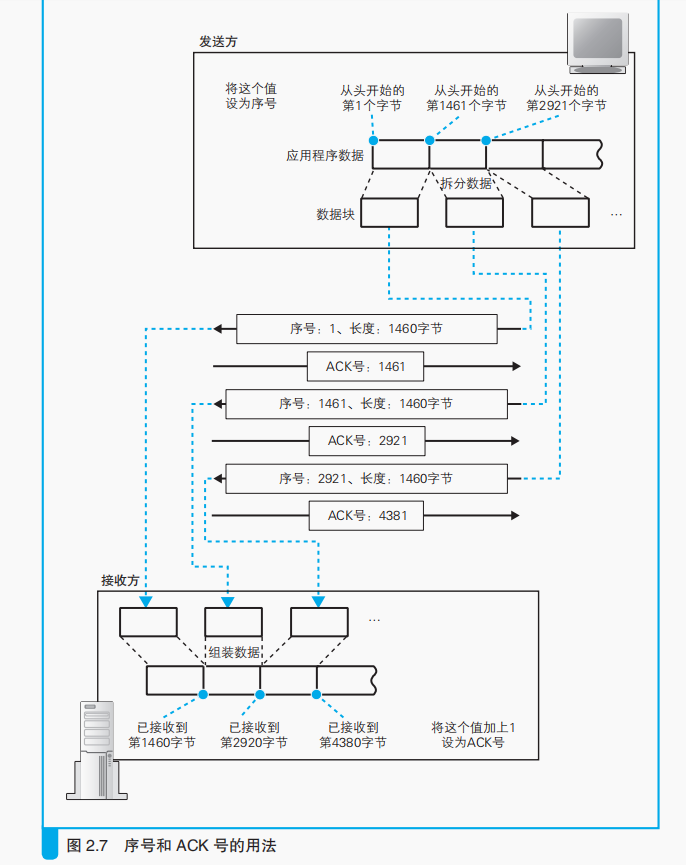 发送方
将这个值
设为序号
从头开始的
第1个字节
从头开始的
第1461个字节
从头开始的
第2921个字节
应用程序数据
拆分数据
数据块
…
序号：1、长度：1460字节
ACK号：1461
序号：1461、长度：1460字节
ACK号：2921
序号：2921、长度：1460字节
ACK号：4381
接收方
…
组装数据
已接收到
第1460字节
已接收到
第2920字节
已接收到
第4380字节
将这个值加上1
设为ACK号
图 2.7 序号和 ACK 号的用法